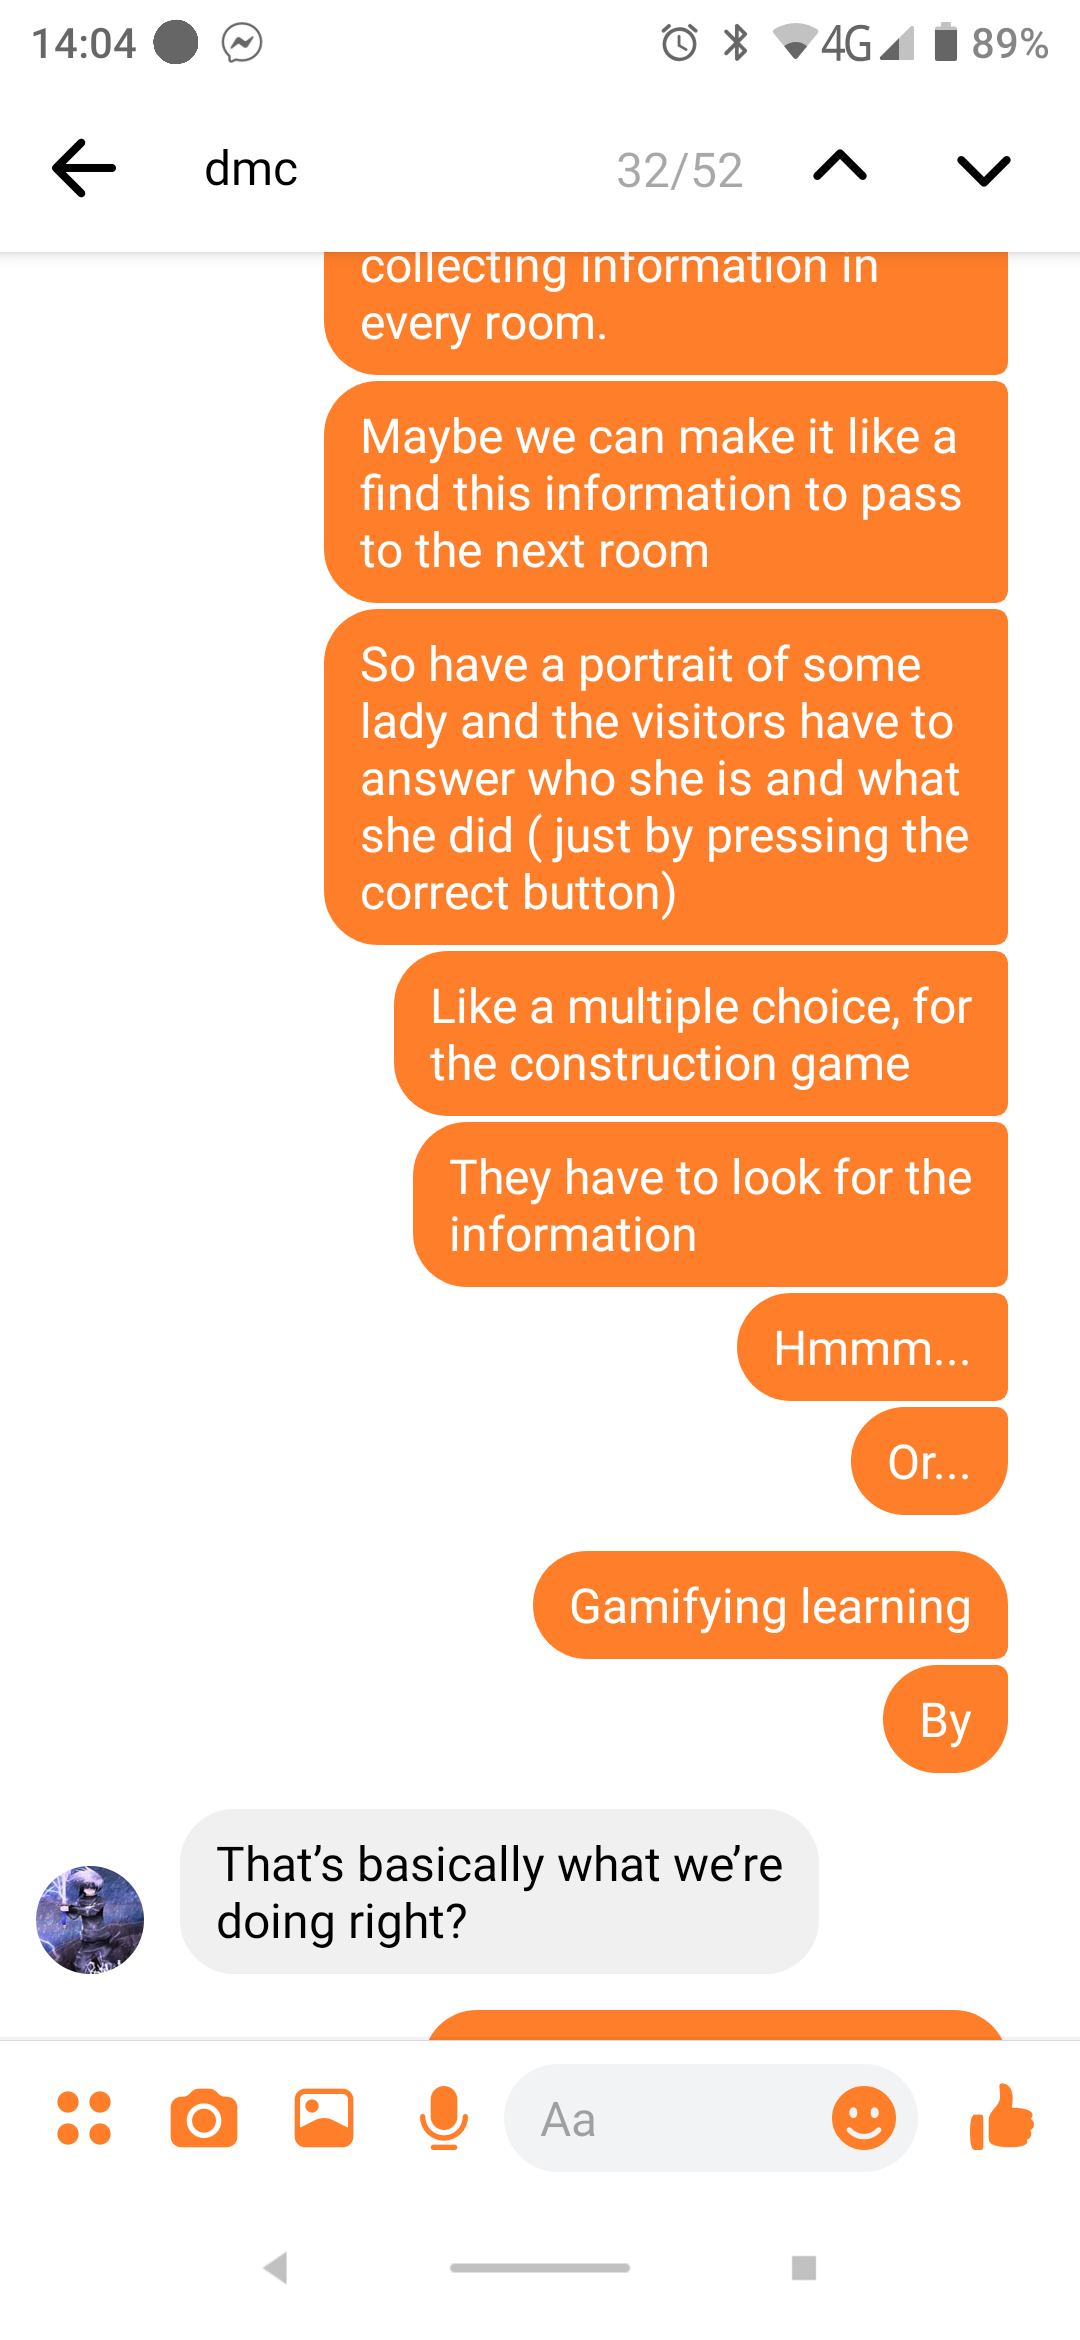 14:04
4G
89%
dmc
32/52
collecting information in
every room.
Maybe we can make it like a
find this information to pass
to the next room
So have a portrait of some
lady and the visitors have to
answer who she is and what
she did ( just by pressing the
correct button)
Like a multiple choice, for
the construction game
They have to look for the
information
Hmmm...
Or...
Gamifying learning
By
That’s basically what we’re
doing right?
Aa